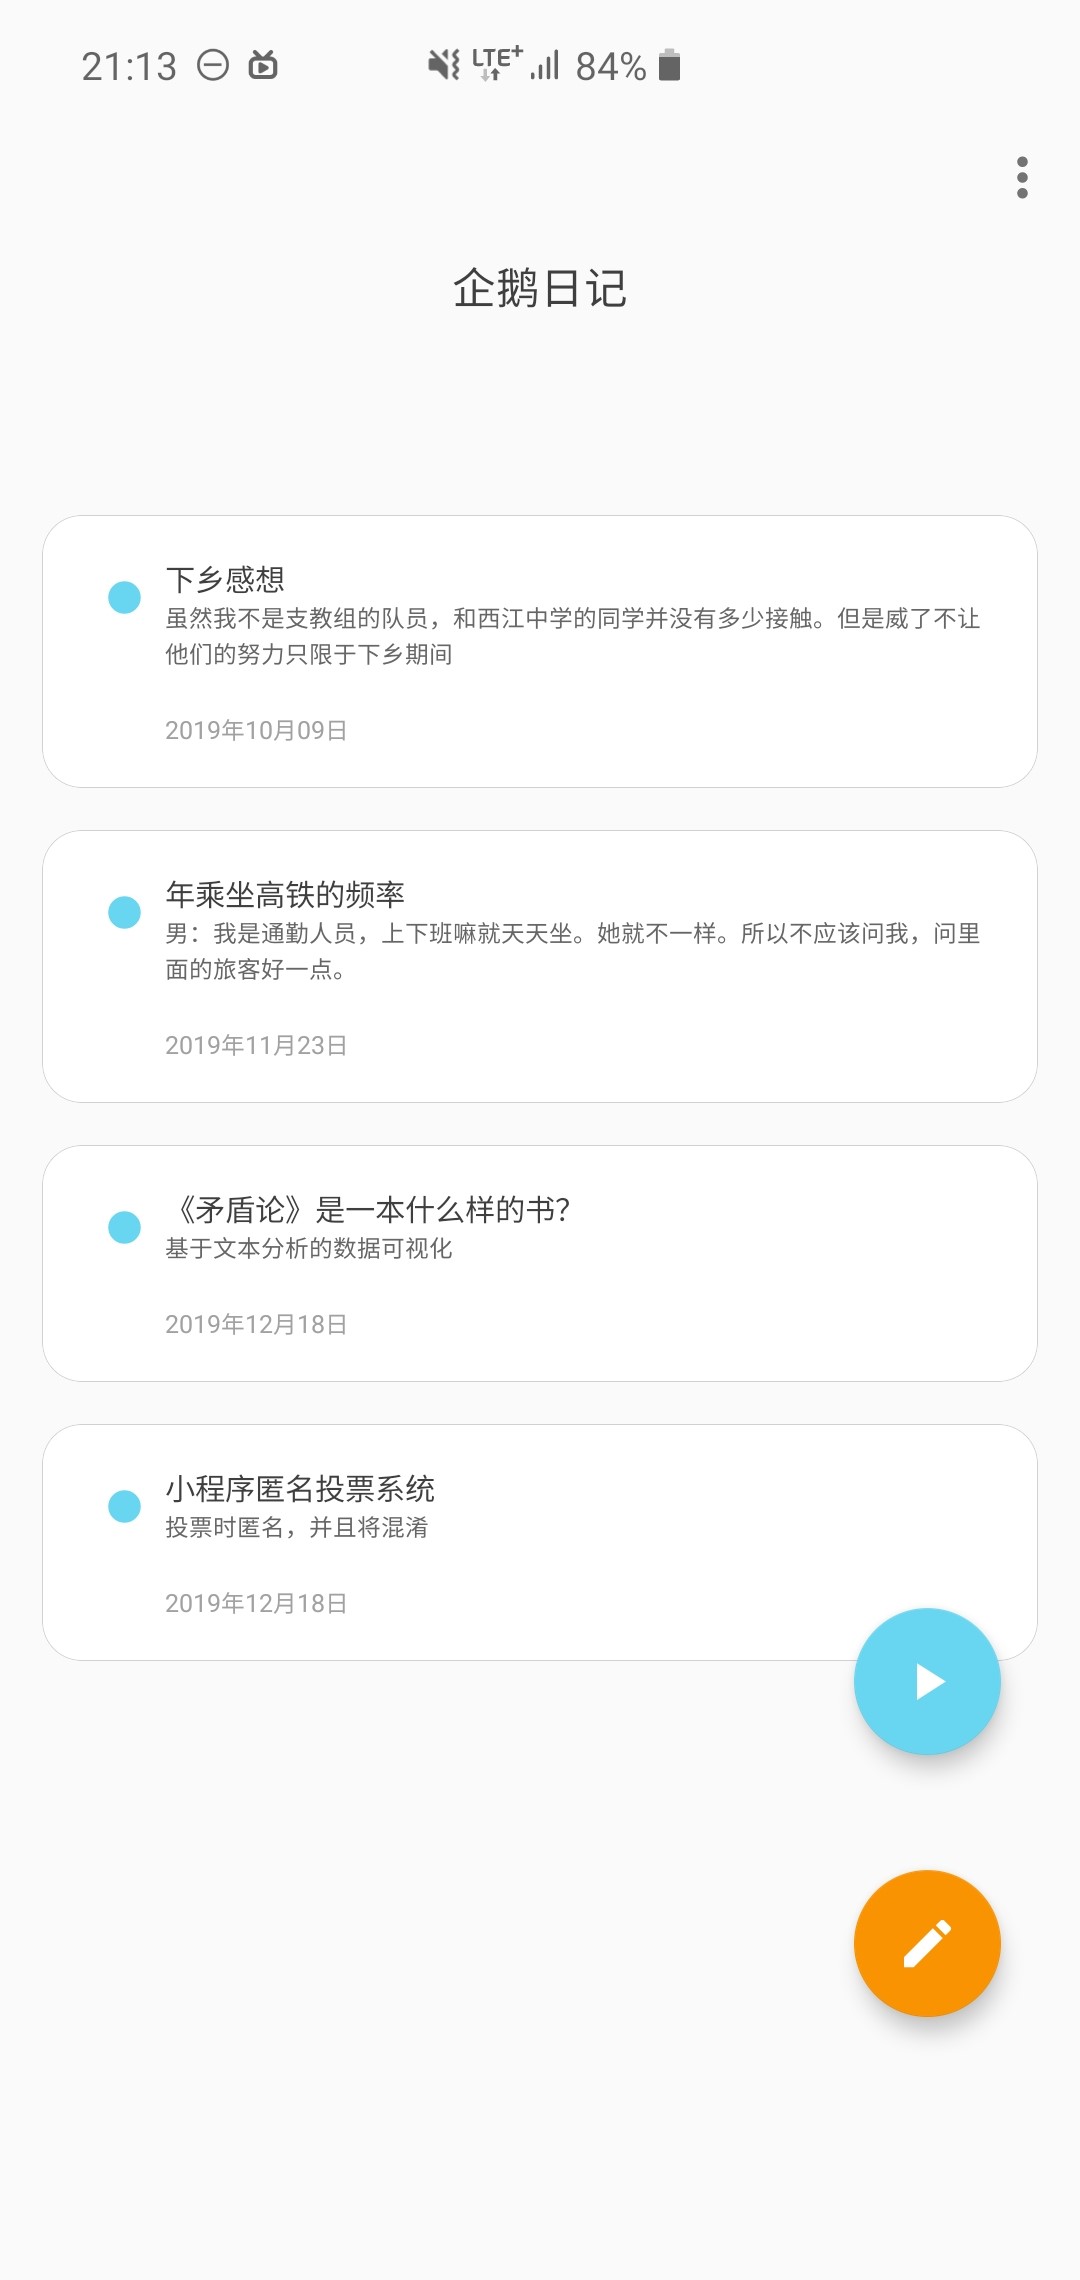 21:13 LTE+ 84%
企鹅日记
下乡感想
虽然我不是支教组的队员，和西江中学的同学并没有多少接触。但是威了不让
他们的努力只限于下乡期间
2019年10月09日
年乘坐高铁的频率
男：我是通勤人员，上下班嘛就天天坐。她就不一样。所以不应该问我，问里
面的旅客好一点。
2019年11月23日
《矛盾论》是一本什么样的书？
基于文本分析的数据可视化
2019年12月18日
小程序匿名投票系统
投票时匿名，并且将混淆
2019年12月18日